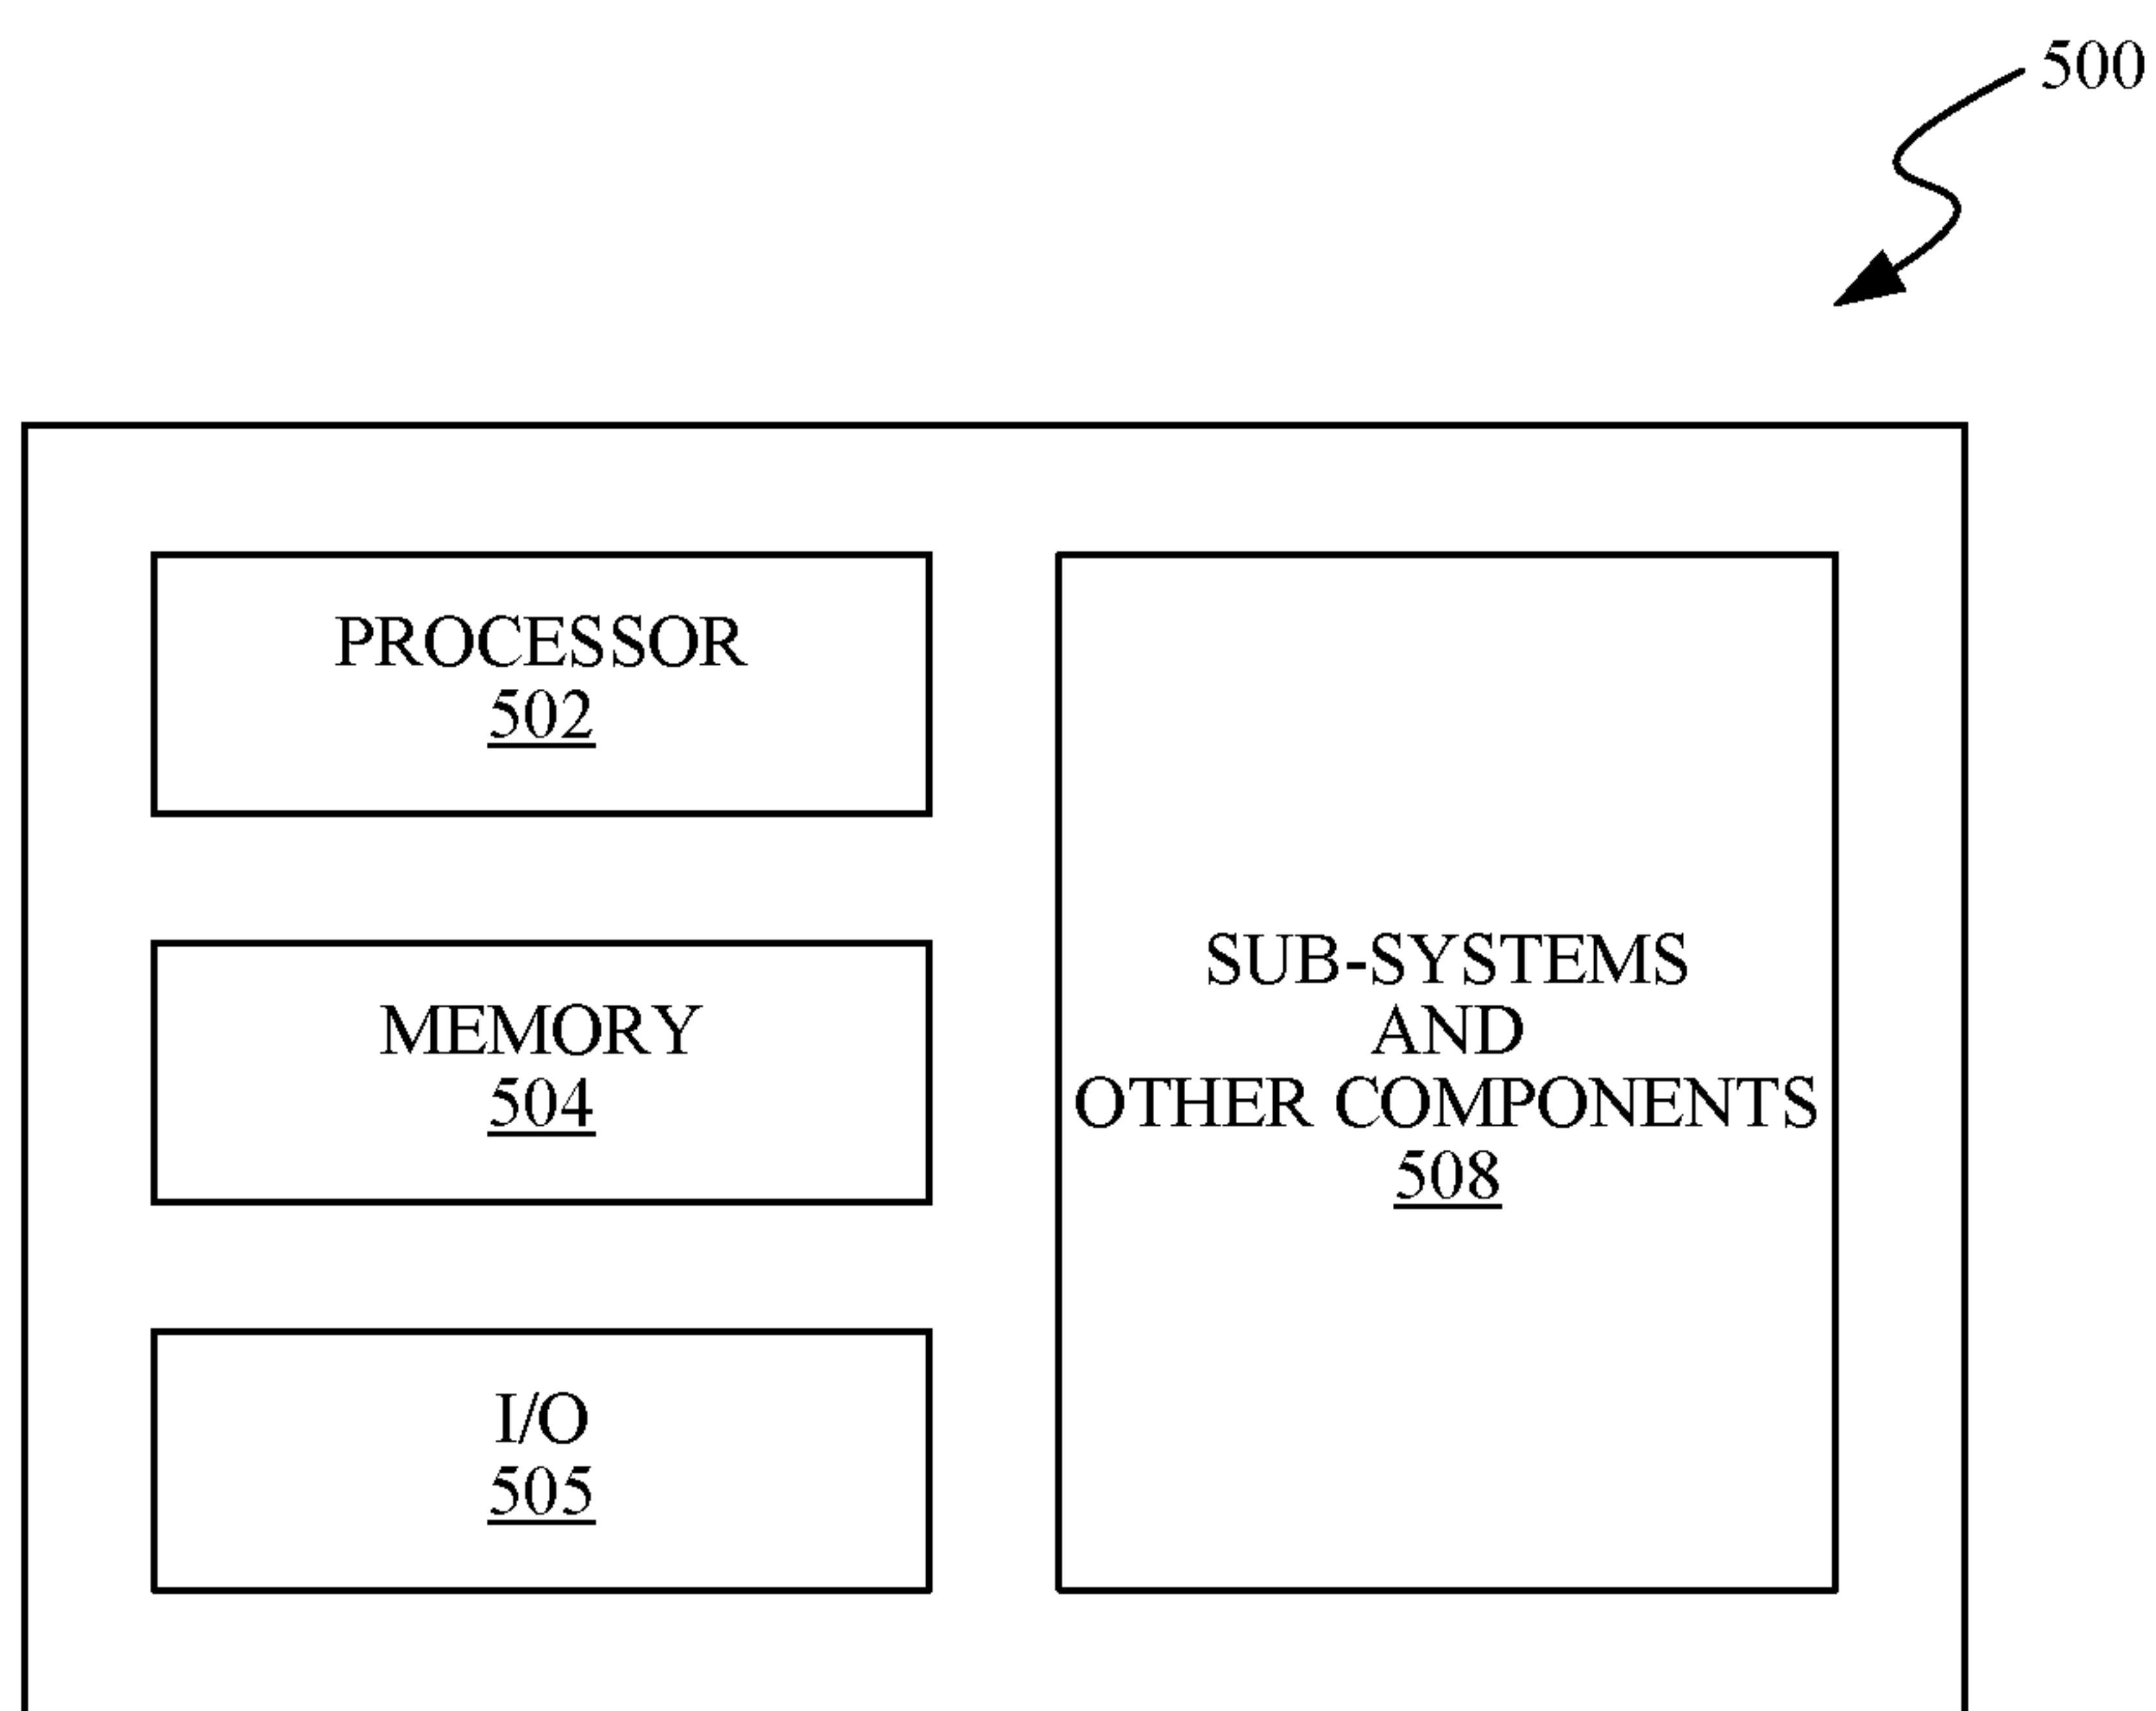 500
PROCESSOR
502
MEMORY
504
I/O
505
SUB-SYSTEMS
AND
OTHER COMPONENTS
508